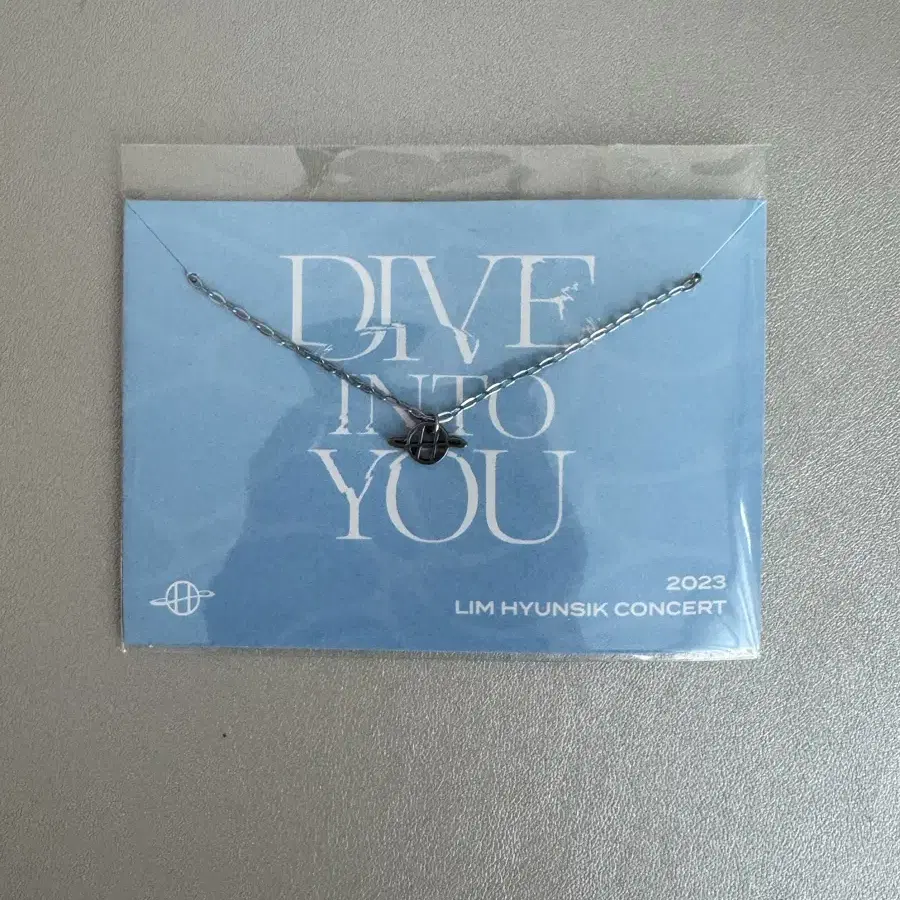 DIVE
INTO
YOU
2023
LIM HYUNSIK CONCERT